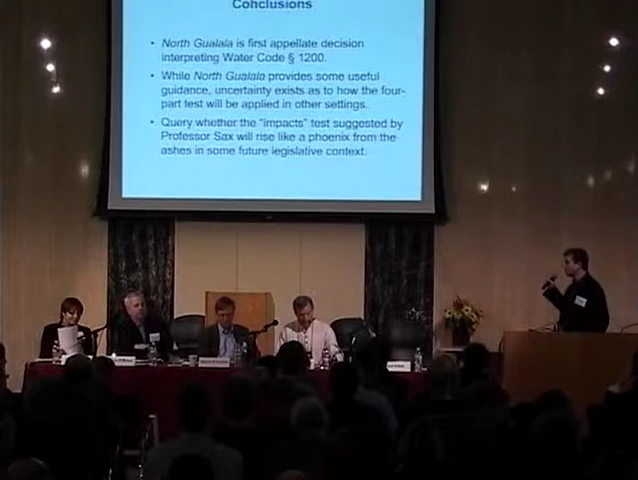 Conclusions
• North Gualala is first appellate decision
interpreting Water Code § 1200.
• While North Gualala provides some useful
guidance, uncertainty exists as to how the four-
part test will be applied in other settings.
• Query whether the "impacts" test suggested by
Professor Sax will rise like a phoenix from the
ashes in some future legislative context.